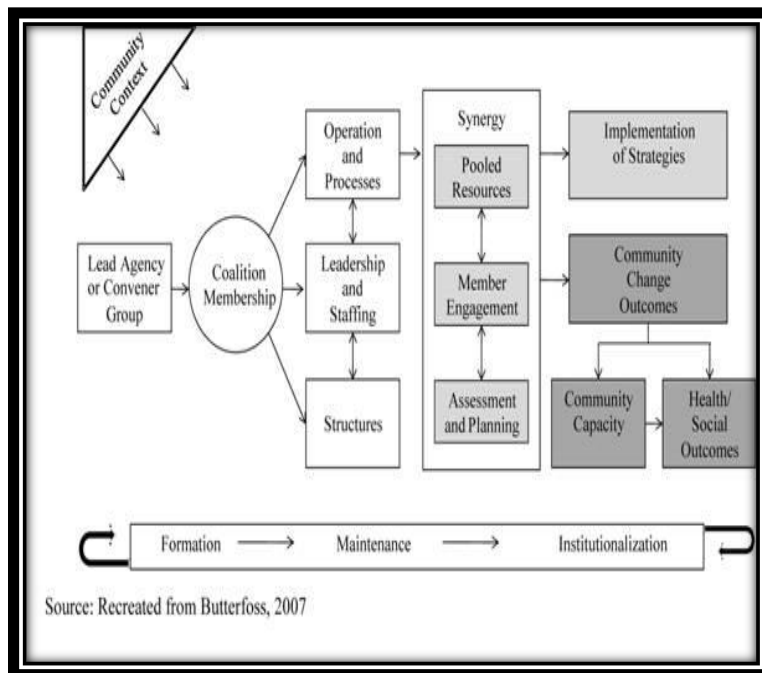 Community
Context
Operation
and
Processes
Synergy
Pooled
Resources
Implementation
of Strategies
Lead Agency
or Convener
Group
Coalition
Membership
Leadership
and
Staffing
Member
Engagement
Community
Change
Outcomes
Structures
Assessment
and Planning
Community
Capacity
Health/
Social
Outcomes
Formation
Maintenance
Institutionalization
Source: Recreated from Butterfoss, 2007